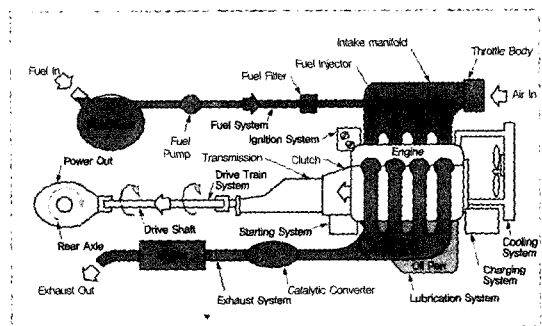 Intake manifold
Throttle Body
Fuel Injector
Fuel Filter
Fuel In
Air In
Fuel Pump
Fuel System
Ignition System
Engine
Transmission
Clutch
Power Out
Drive Train System
Rear Axle
Drive Shaft
Starting System
Cooling System
Charging System
Oil Pan
Exhaust Out
Exhaust System
Catalytic Converter
Lubrication System